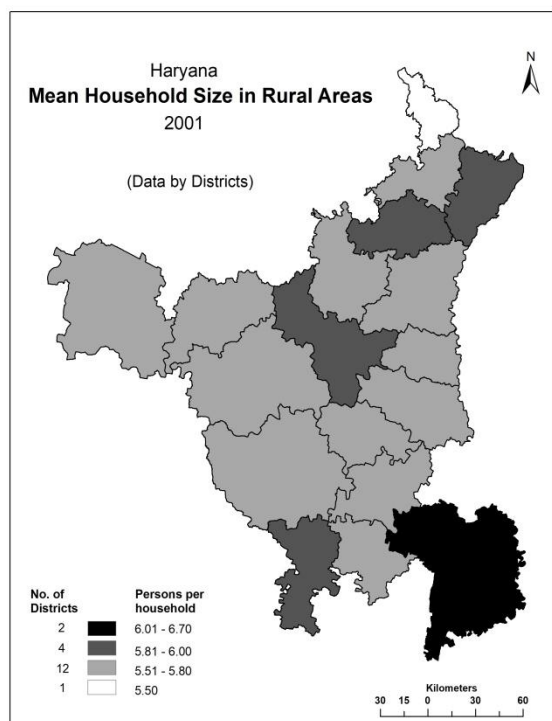 Haryana
Mean Household Size in Rural Areas
2001
(Data by Districts)
N
No. of Districts
Persons per household
2 6.01 - 6.70
4 5.81 - 6.00
12 5.51 - 5.80
1 5.50
Kilometers
30 15 0 30 60